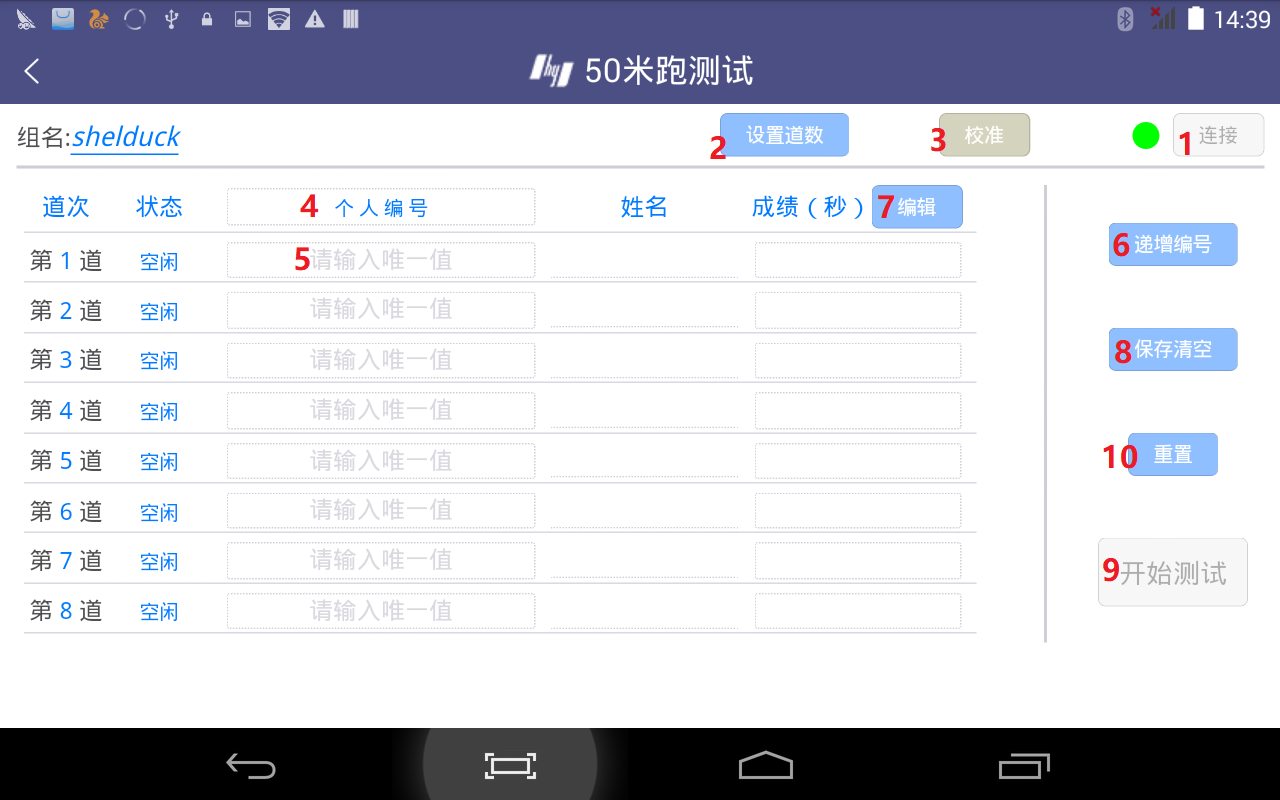 14:39
hy 50米跑测试
组名:shelduck 2 设置道数 3 校准 1 连接
道次 状态 4 个人编号 姓名 成绩（秒） 7 编辑
第 1 道 空闲 5 请输入唯一值
第 2 道 空闲 请输入唯一值
第 3 道 空闲 请输入唯一值
第 4 道 空闲 请输入唯一值
第 5 道 空闲 请输入唯一值
第 6 道 空闲 请输入唯一值
第 7 道 空闲 请输入唯一值
第 8 道 空闲 请输入唯一值
6 递增编号
8 保存清空
10 重置
9 开始测试